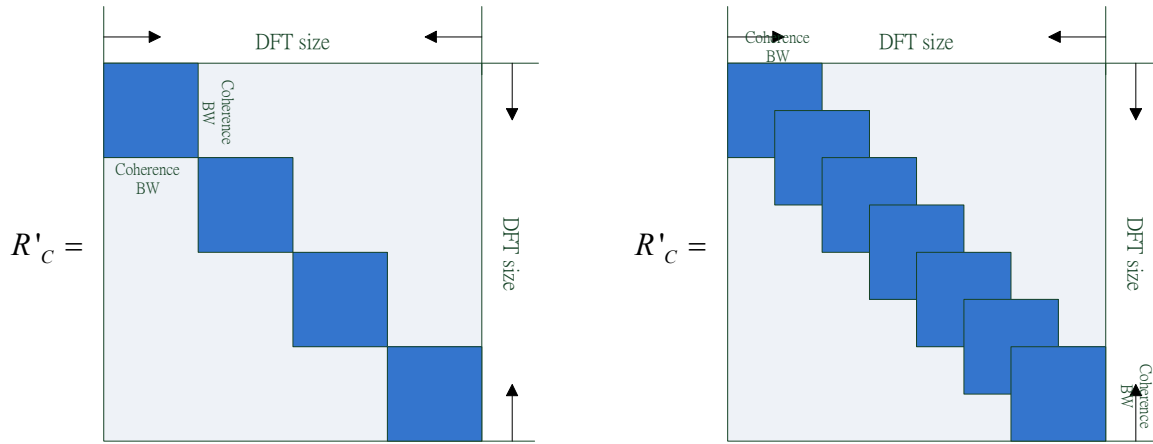 DFT size
Coherence
BW
Coherence
BW
DFT size
R'C =
Coherence
BW
DFT size
DFT size
R'C =
Coherence
BW